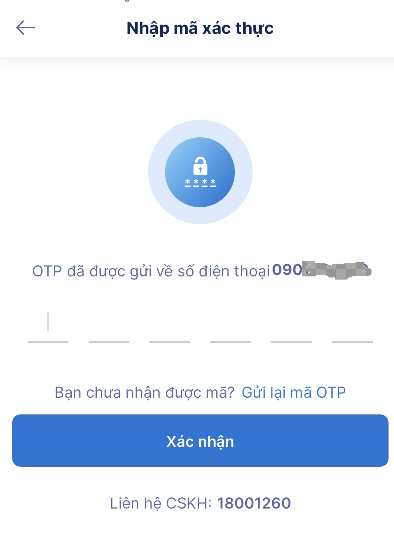 Nhập mã xác thực
****
OTP đã được gửi về số điện thoại 090
Bạn chưa nhận được mã? Gửi lại mã OTP
Xác nhận
Liên hệ CSKH: 18001260